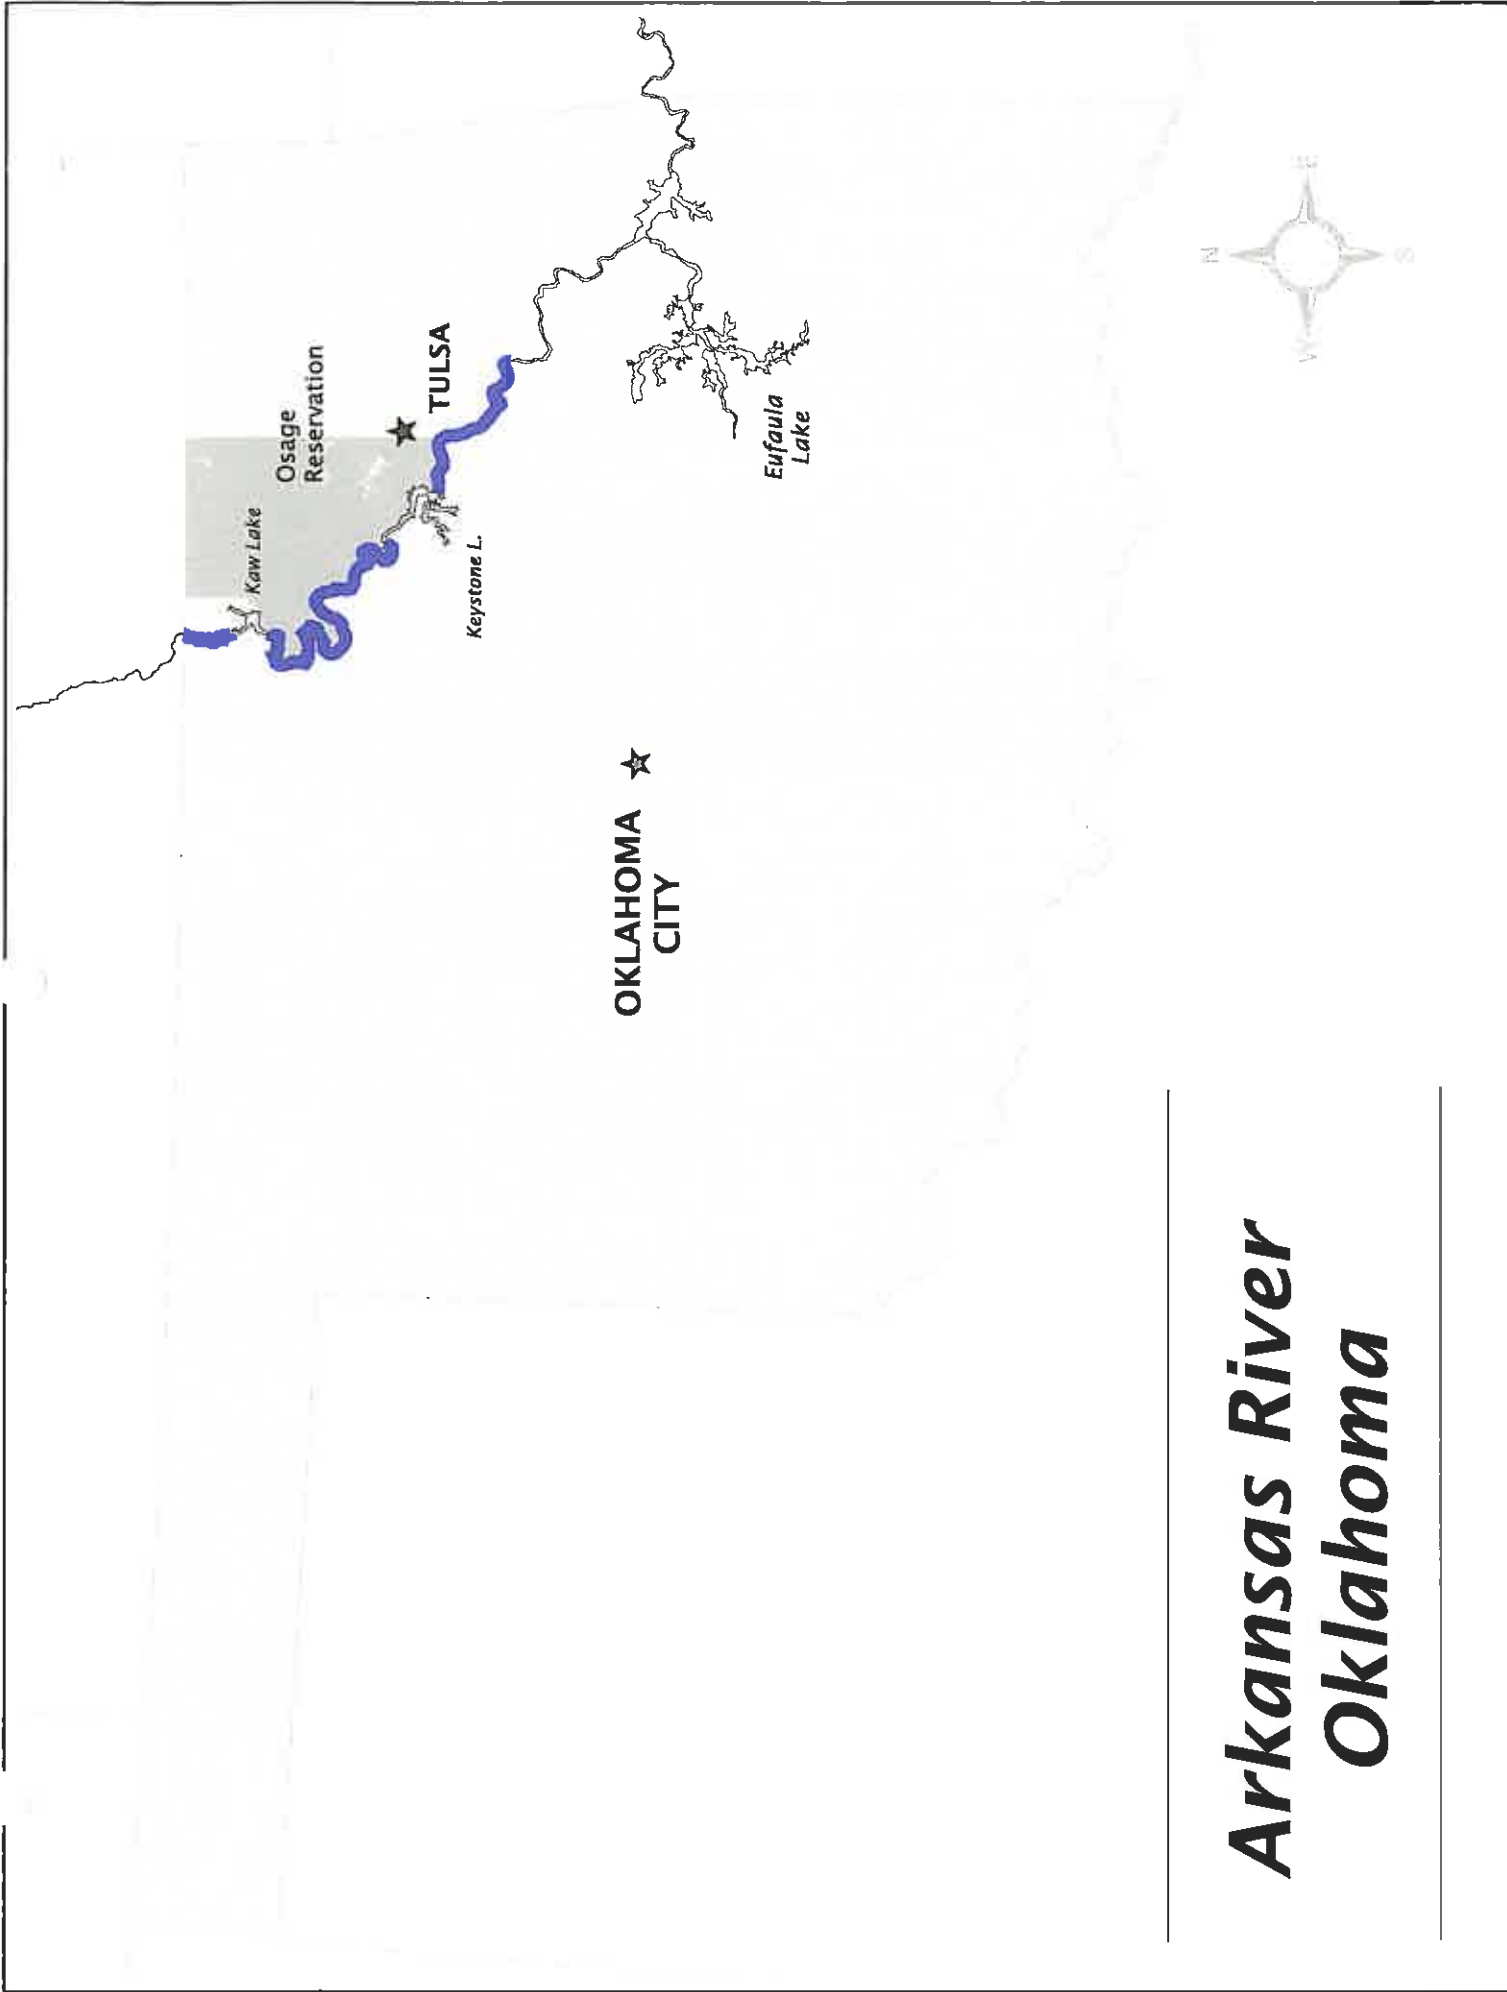 Kaw Lake
Osage
Reservation
TULSA
Keystone L.
OKLAHOMA
CITY
Eufaula
Lake
Arkansas River
Oklahoma
N
W
E
S